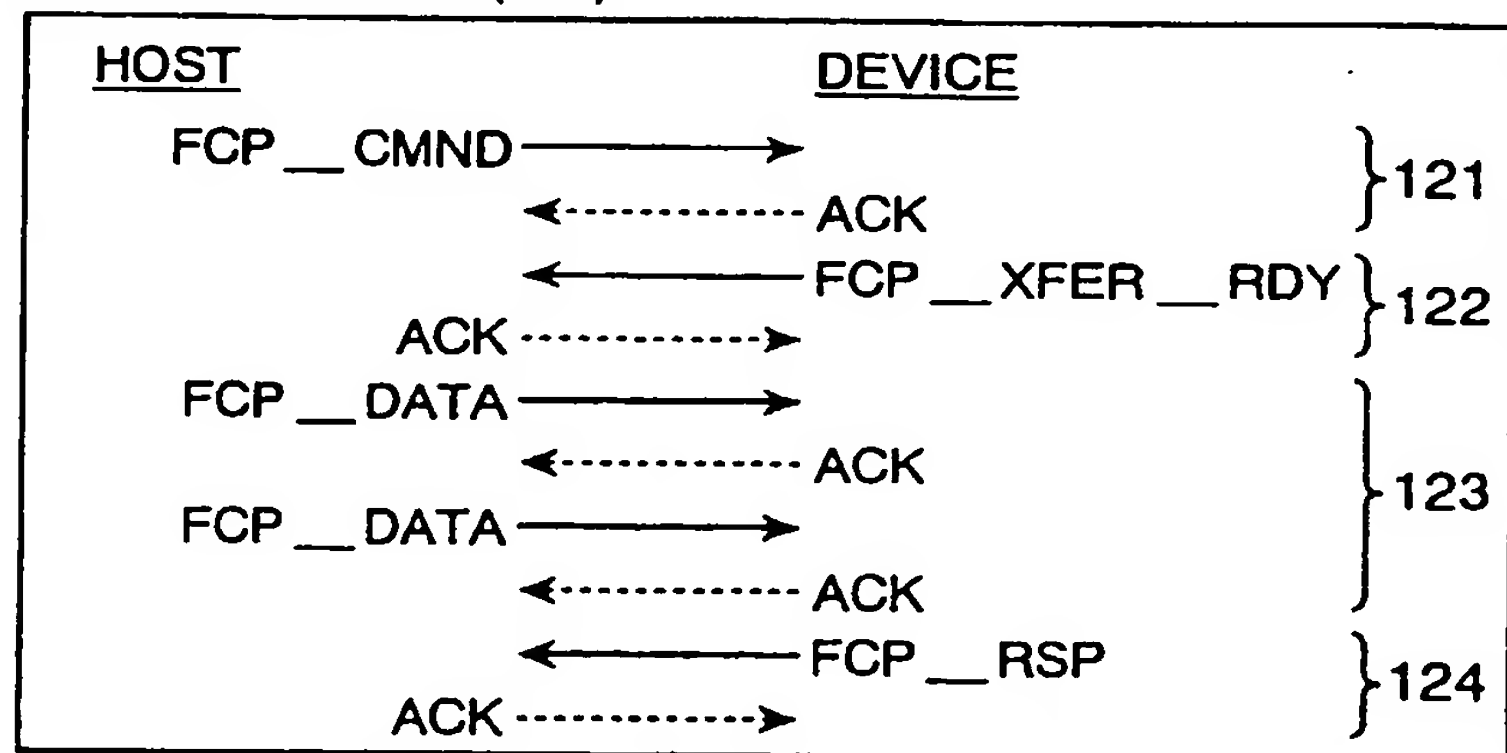 HOST DEVICE
FCP__CMND
ACK
121
FCP__XFER__RDY
ACK
122
FCP__DATA
ACK
FCP__DATA
ACK
123
FCP__RSP
ACK
124